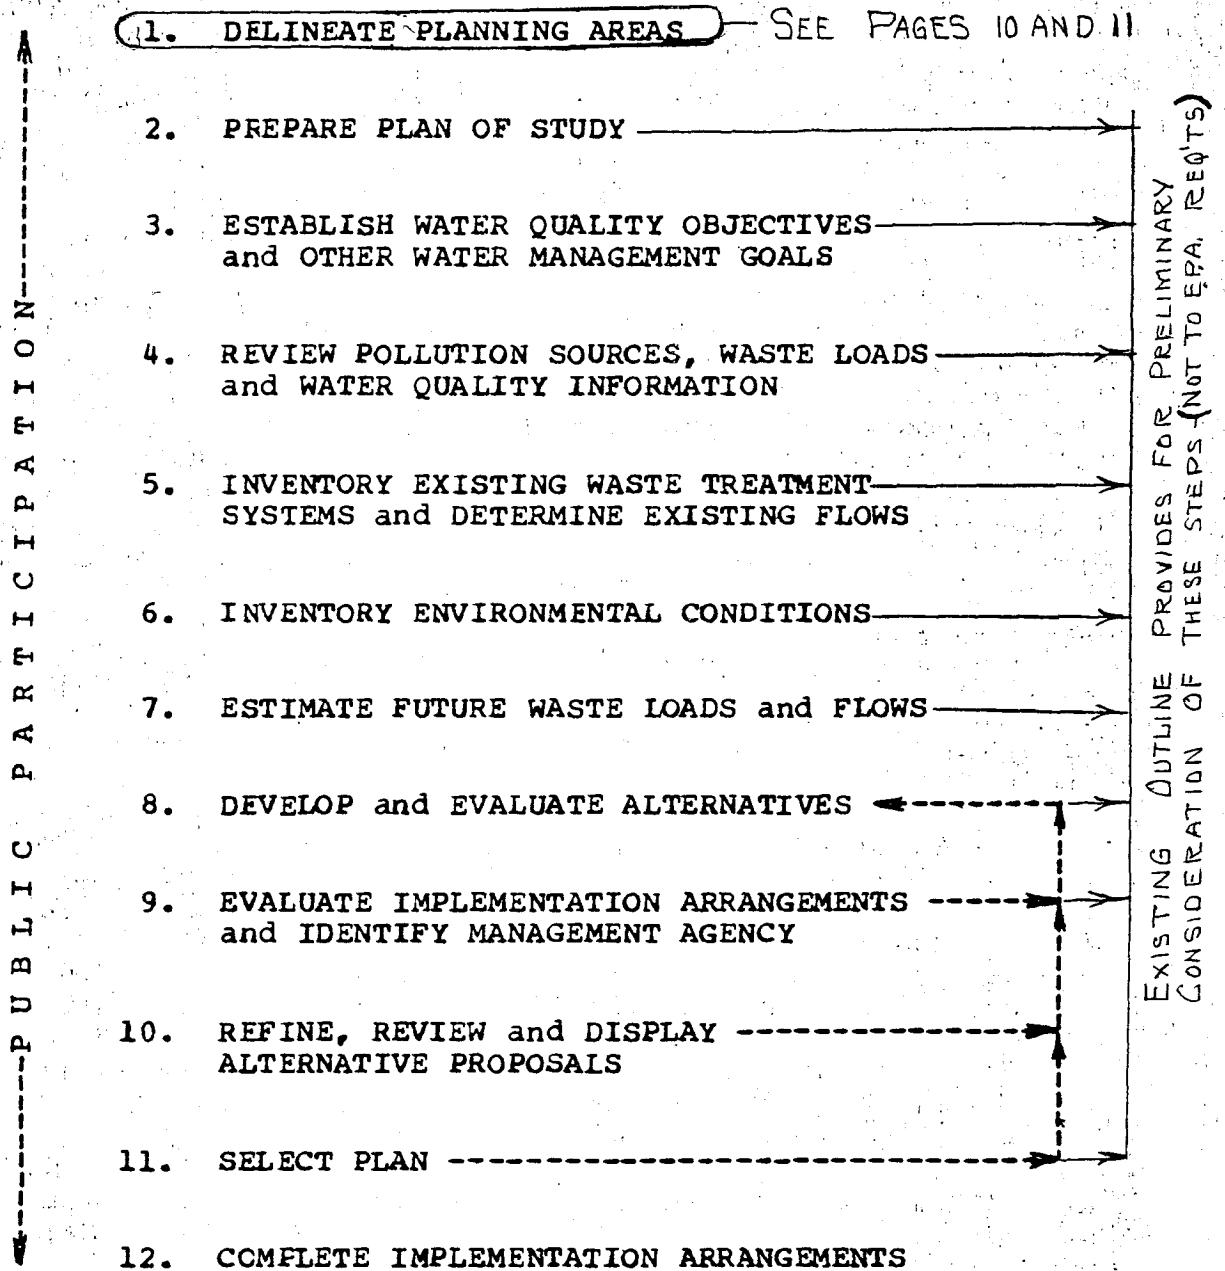 1. DELINEATE PLANNING AREAS SEE PAGES 10 AND 11
2. PREPARE PLAN OF STUDY
3. ESTABLISH WATER QUALITY OBJECTIVES
and OTHER WATER MANAGEMENT GOALS
4. REVIEW POLLUTION SOURCES, WASTE LOADS
and WATER QUALITY INFORMATION
5. INVENTORY EXISTING WASTE TREATMENT
SYSTEMS and DETERMINE EXISTING FLOWS
6. INVENTORY ENVIRONMENTAL CONDITIONS
7. ESTIMATE FUTURE WASTE LOADS and FLOWS
8. DEVELOP and EVALUATE ALTERNATIVES
9. EVALUATE IMPLEMENTATION ARRANGEMENTS
and IDENTIFY MANAGEMENT AGENCY
10. REFINE, REVIEW and DISPLAY
ALTERNATIVE PROPOSALS
11. SELECT PLAN
12. COMPLETE IMPLEMENTATION ARRANGEMENTS
PUBLIC PARTICIPATION
EXISTING OUTLINE PROVIDES FOR PRELIMINARY
CONSIDERATION OF THESE STEPS (NOT TO EPA REQ'TS)